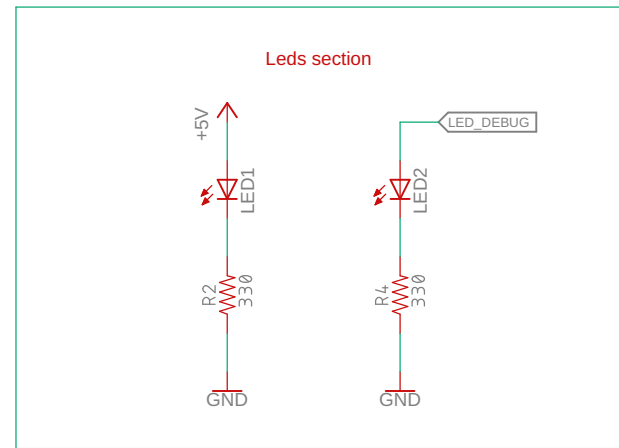 Leds section
+5V
LED_DEBUG
LED1
LED2
R2
330
R4
330
GND
GND